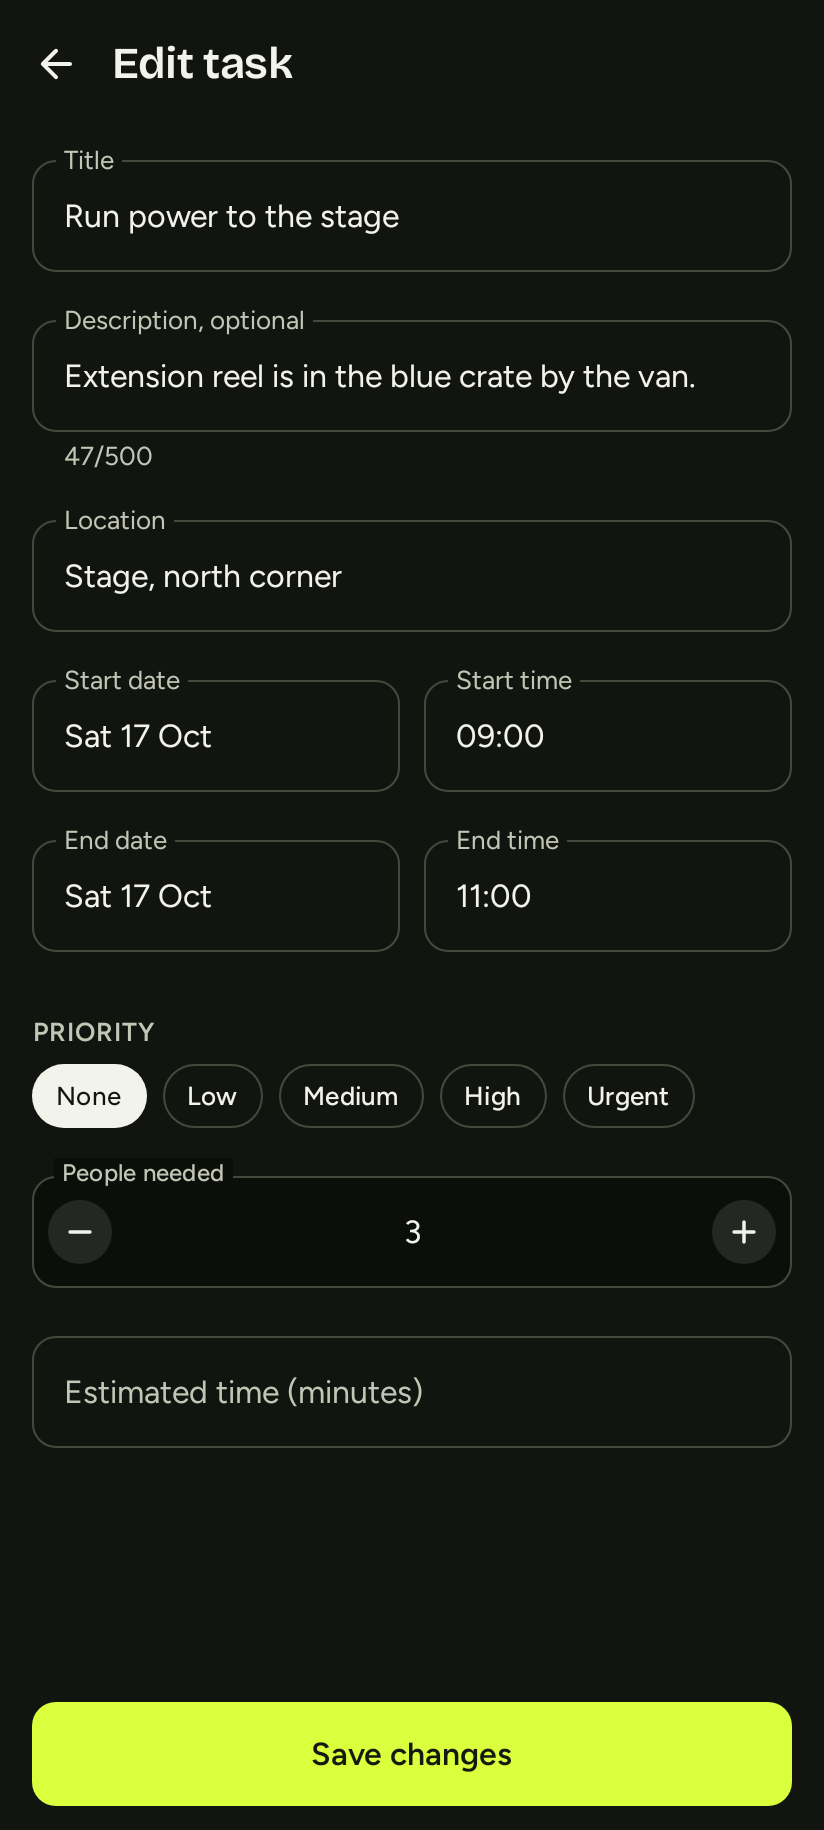 Edit task
Title
Run power to the stage
Description, optional
Extension reel is in the blue crate by the van.
47/500
Location
Stage, north corner
Start date
Start time
Sat 17 Oct
09:00
End date
End time
Sat 17 Oct
11:00
PRIORITY
None
Low
Medium
High
Urgent
People needed
3
Estimated time (minutes)
Save changes